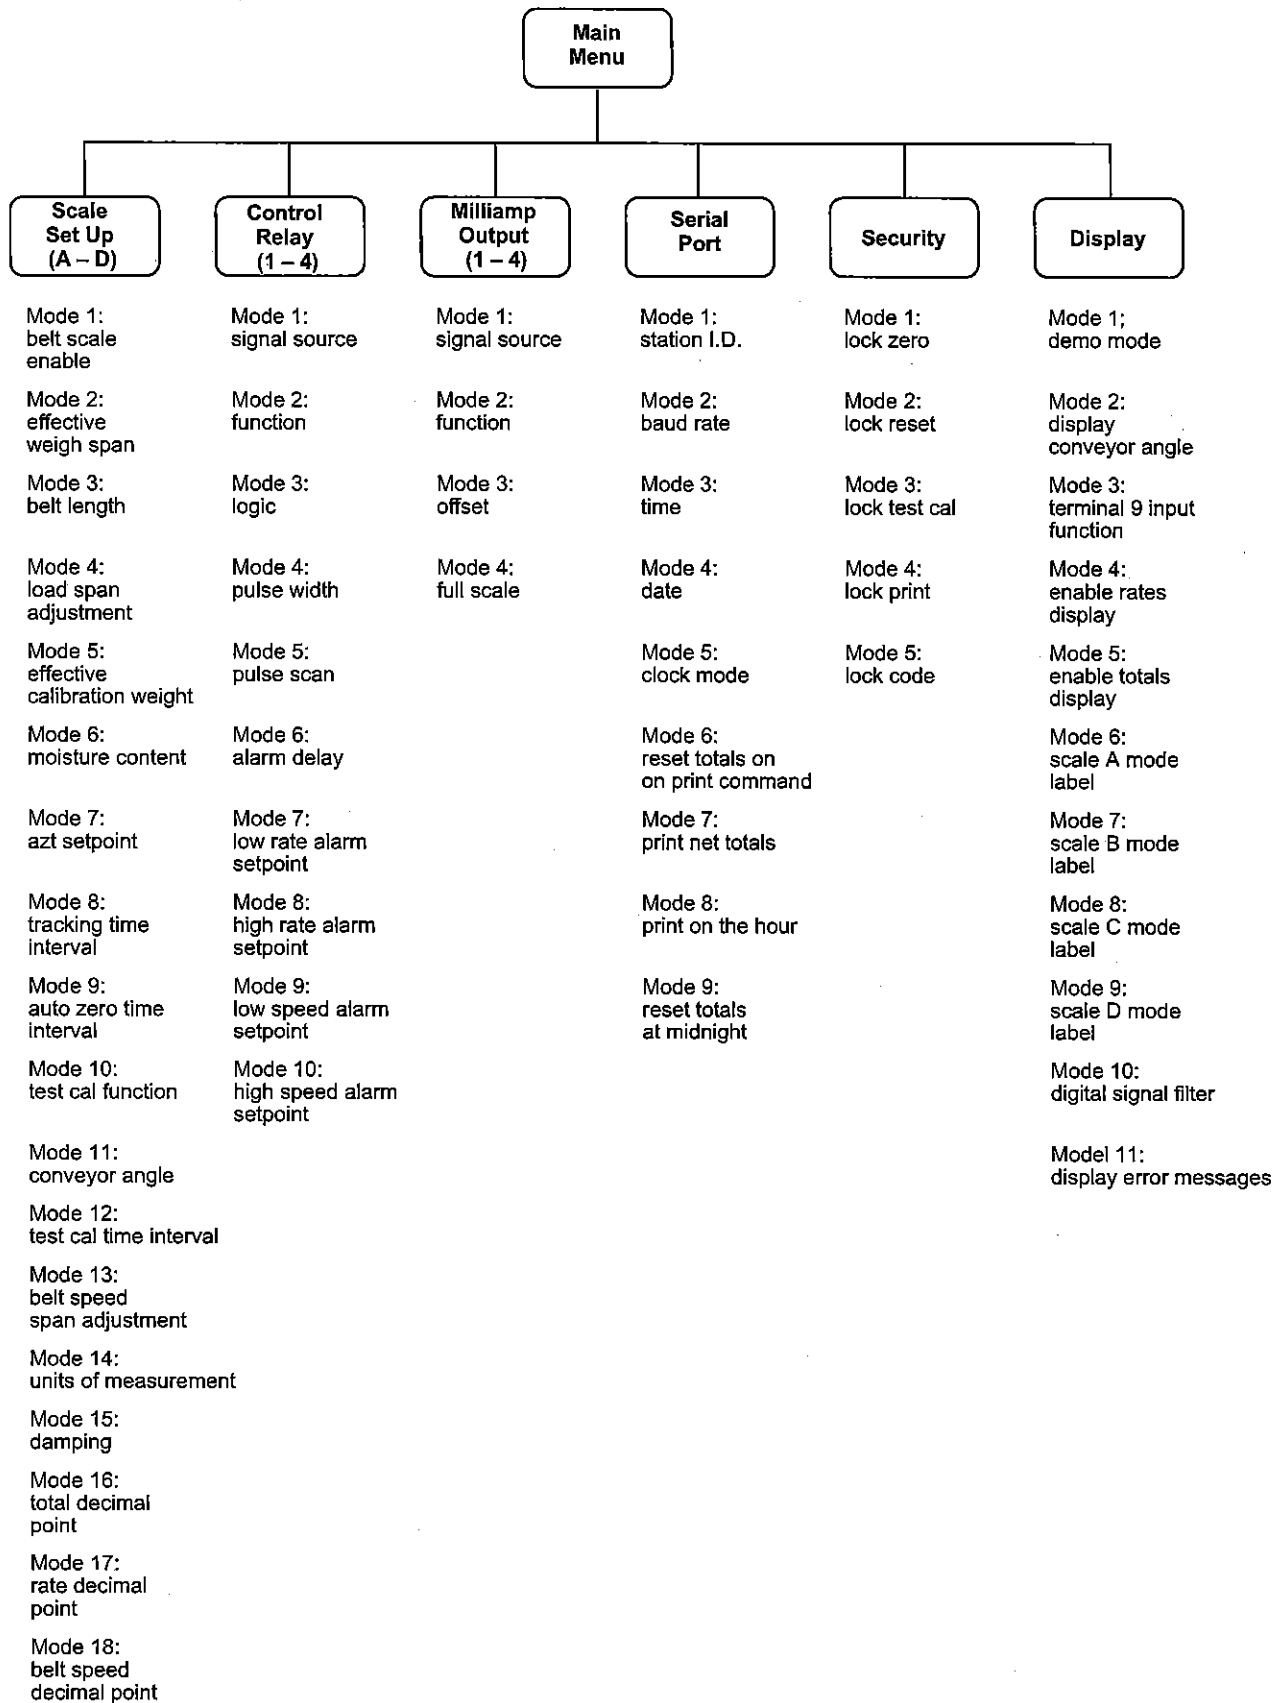 Main
Menu
Scale
Set Up
(A – D)
Control
Relay
(1 – 4)
Milliamp
Output
(1 – 4)
Serial
Port
Security
Display
Mode 1:
belt scale
enable
Mode 2:
effective
weigh span
Mode 3:
belt length
Mode 4:
load span
adjustment
Mode 5:
effective
calibration weight
Mode 6:
moisture content
Mode 7:
azt setpoint
Mode 8:
tracking time
interval
Mode 9:
auto zero time
interval
Mode 10:
test cal function
Mode 11:
conveyor angle
Mode 12:
test cal time interval
Mode 13:
belt speed
span adjustment
Mode 14:
units of measurement
Mode 15:
damping
Mode 16:
total decimal
point
Mode 17:
rate decimal
point
Mode 18:
belt speed
decimal point
Mode 1:
signal source
Mode 2:
function
Mode 3:
logic
Mode 4:
pulse width
Mode 5:
pulse scan
Mode 6:
alarm delay
Mode 7:
low rate alarm
setpoint
Mode 8:
high rate alarm
setpoint
Mode 9:
low speed alarm
setpoint
Mode 10:
high speed alarm
setpoint
Mode 1:
signal source
Mode 2:
function
Mode 3:
offset
Mode 4:
full scale
Mode 1:
station I.D.
Mode 2:
baud rate
Mode 3:
time
Mode 4:
date
Mode 5:
clock mode
Mode 6:
reset totals on
on print command
Mode 7:
print net totals
Mode 8:
print on the hour
Mode 9:
reset totals
at midnight
Mode 1:
lock zero
Mode 2:
lock reset
Mode 3:
lock test cal
Mode 4:
lock print
Mode 5:
lock code
Mode 1;
demo mode
Mode 2:
display
conveyor angle
Mode 3:
terminal 9 input
function
Mode 4:
enable rates
display
Mode 5:
enable totals
display
Mode 6:
scale A mode
label
Mode 7:
scale B mode
label
Mode 8:
scale C mode
label
Mode 9:
scale D mode
label
Mode 10:
digital signal filter
Model 11:
display error messages